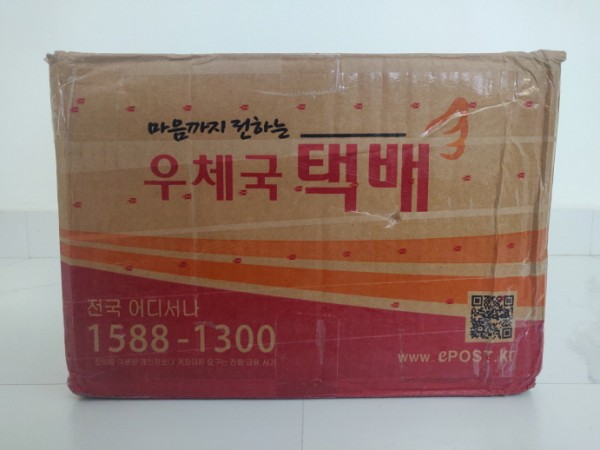 마음까지 전하는
우체국 택배
전국 어디서나
1588-1300
www.ePOST.kr